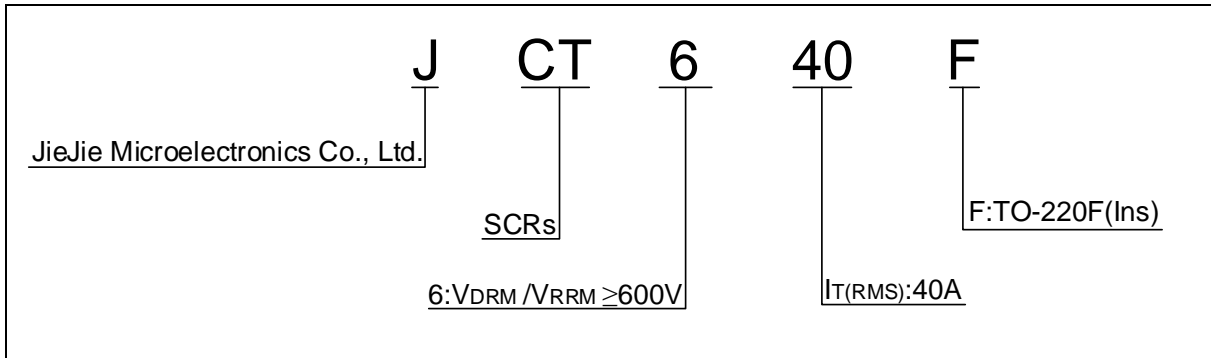 J CT 6 40 F
JieJie Microelectronics Co., Ltd.
SCRs
F:TO-220F(Ins)
6:VDRM /VRRM ≥600V
IT(RMS):40A